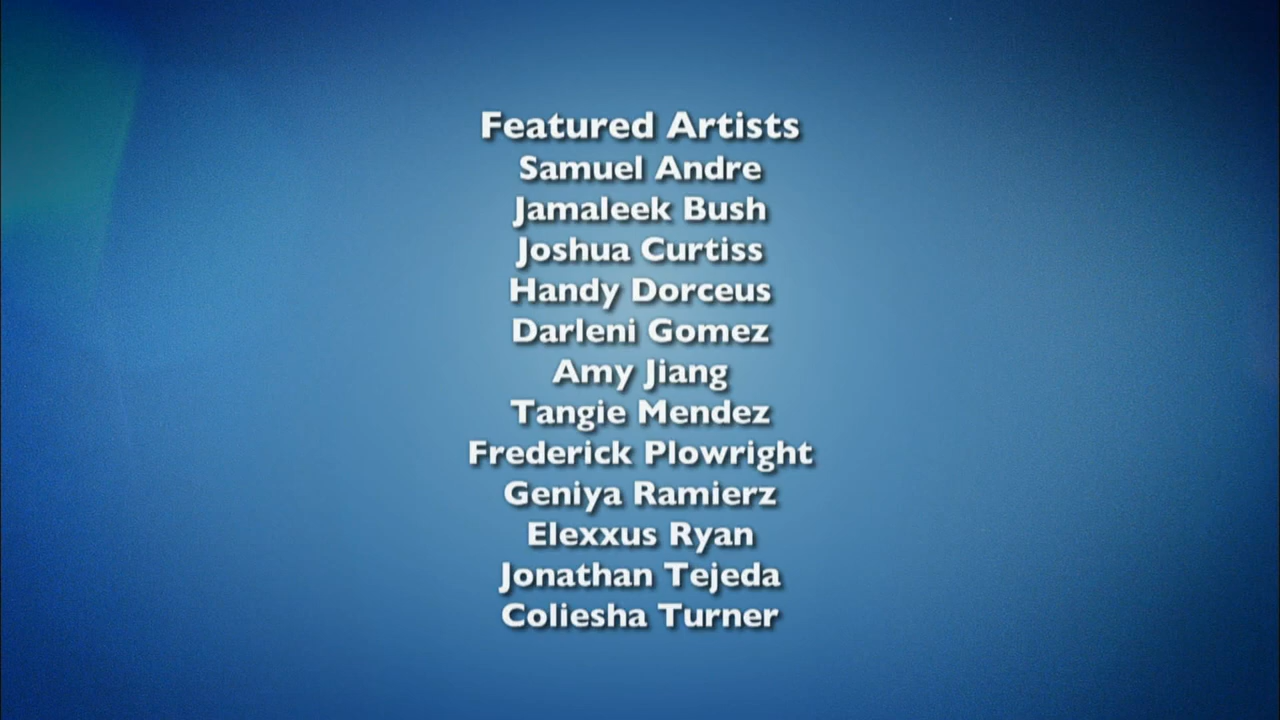 Featured Artists
Samuel Andre
Jamaleek Bush
Joshua Curtiss
Handy Dorceus
Darleni Gomez
Amy Jiang
Tangie Mendez
Frederick Plowright
Geniya Ramierz
Elexxus Ryan
Jonathan Tejeda
Coliesha Turner